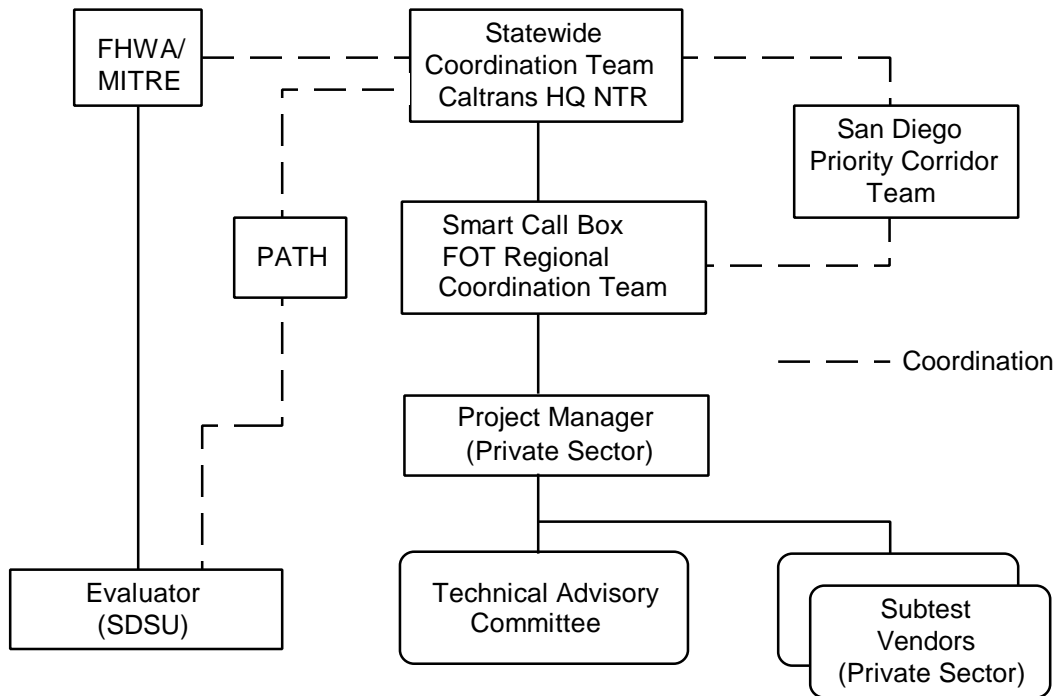 FHWA/
MITRE
Statewide
Coordination Team
Caltrans HQ NTR
San Diego
Priority Corridor
Team
PATH
Smart Call Box
FOT Regional
Coordination Team
Coordination
Project Manager
(Private Sector)
Evaluator
(SDSU)
Technical Advisory
Committee
Subtest
Vendors
(Private Sector)